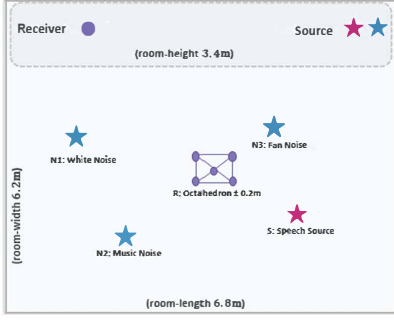 Receiver
Source
(room-height 3.4m)
N1: White Noise
N3: Fan Noise
R: Octahedron ± 0.2m
S: Speech Source
N2: Music Noise
(room-width 6.2m)
(room-length 6.8m)